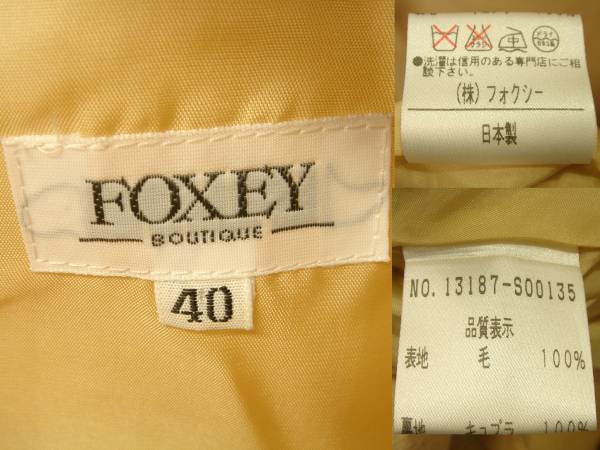 FOXEY
BOUTIQUE
40
●洗濯は信用のある専門店にご相
談下さい。
(株) フォクシー
日本製
NO. 13187-S00135
品質表示
表地 毛 100%
裏地 キュプラ 100%